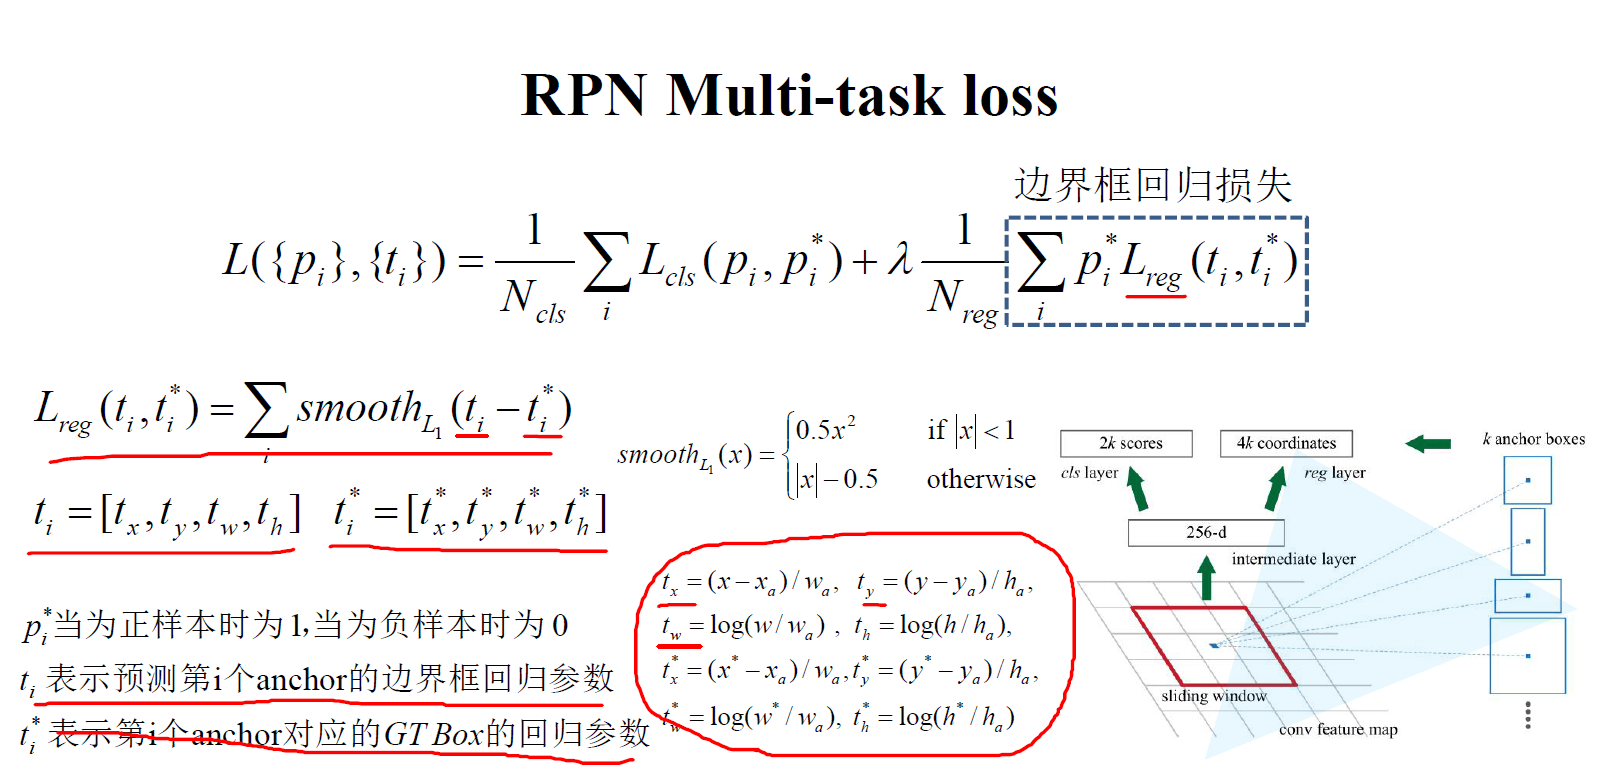 RPN Multi-task loss
边界框回归损失
L({p_i},{t_i}) = \frac{1}{N_{cls}} \sum_i L_{cls}(p_i, p_i^*) + λ \frac{1}{N_{reg}} \sum_i p_i^* L_{reg}(t_i, t_i^*)
L_{reg}(t_i, t_i^*) = \sum_i smooth_{L_1}(t_i - t_i^*)
smooth_{L_1}(x) = \begin{cases} 0.5x^2 & if |x| < 1 \\ |x| - 0.5 & otherwise \end{cases}
t_i = [t_x, t_y, t_w, t_h] t_i^* = [t_x^*, t_y^*, t_w^*, t_h^*]
p_i^*当为正样本时为1,当为负样本时为0
t_i 表示预测第i个anchor的边界框回归参数
t_i^* 表示第i个anchor对应的GT Box的回归参数
t_x = (x - x_a) / w_a, t_y = (y - y_a) / h_a,
t_w = log(w / w_a) , t_h = log(h / h_a),
t_x^* = (x^* - x_a) / w_a, t_y^* = (y^* - y_a) / h_a,
t_w^* = log(w^* / w_a), t_h^* = log(h^* / h_a)
2k scores
4k coordinates
k anchor boxes
cls layer
reg layer
256-d
intermediate layer
sliding window
conv feature map